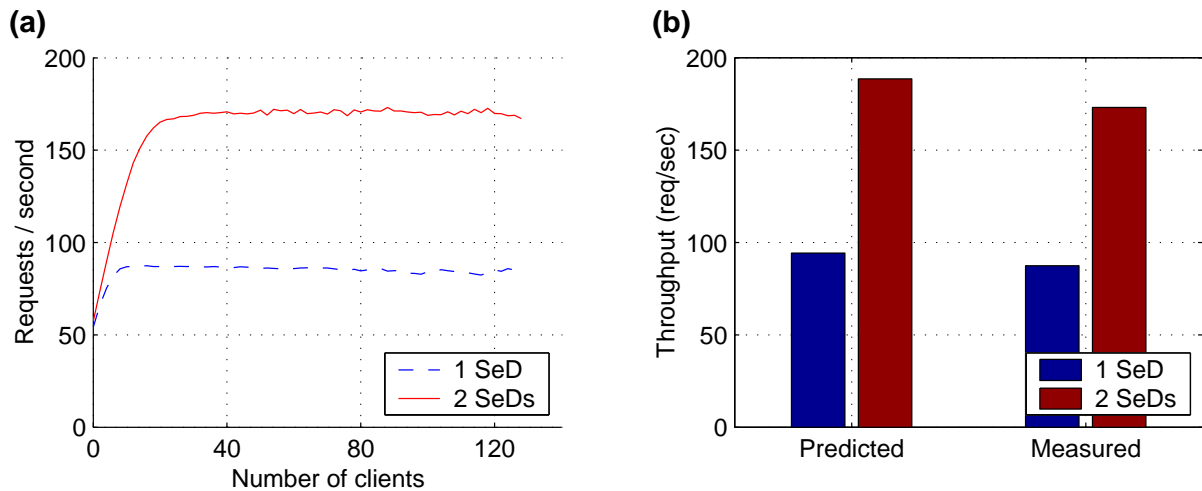 (a)
200
150
100
50
0
0
40
80
120
Requests / second
Number of clients
1 SeD
2 SeDs
(b)
200
150
100
50
0
Predicted
Measured
Throughput (req/sec)
1 SeD
2 SeDs